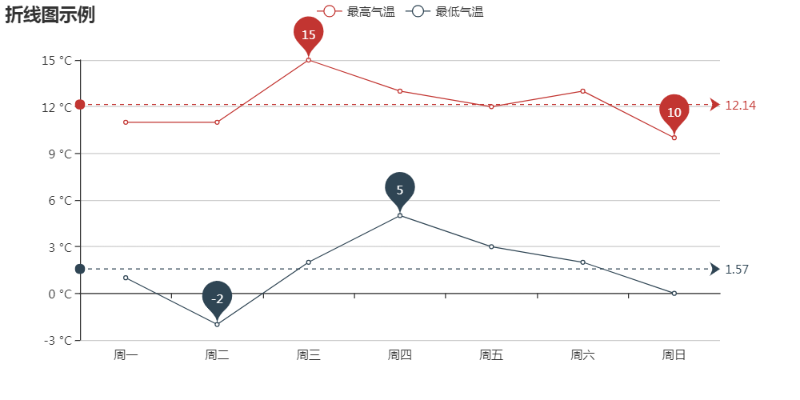 折线图示例
最高气温 最低气温
15
15 °C
12 °C
12.14
10
9 °C
6 °C
5
3 °C
1.57
0 °C
-2
-3 °C
周一 周二 周三 周四 周五 周六 周日